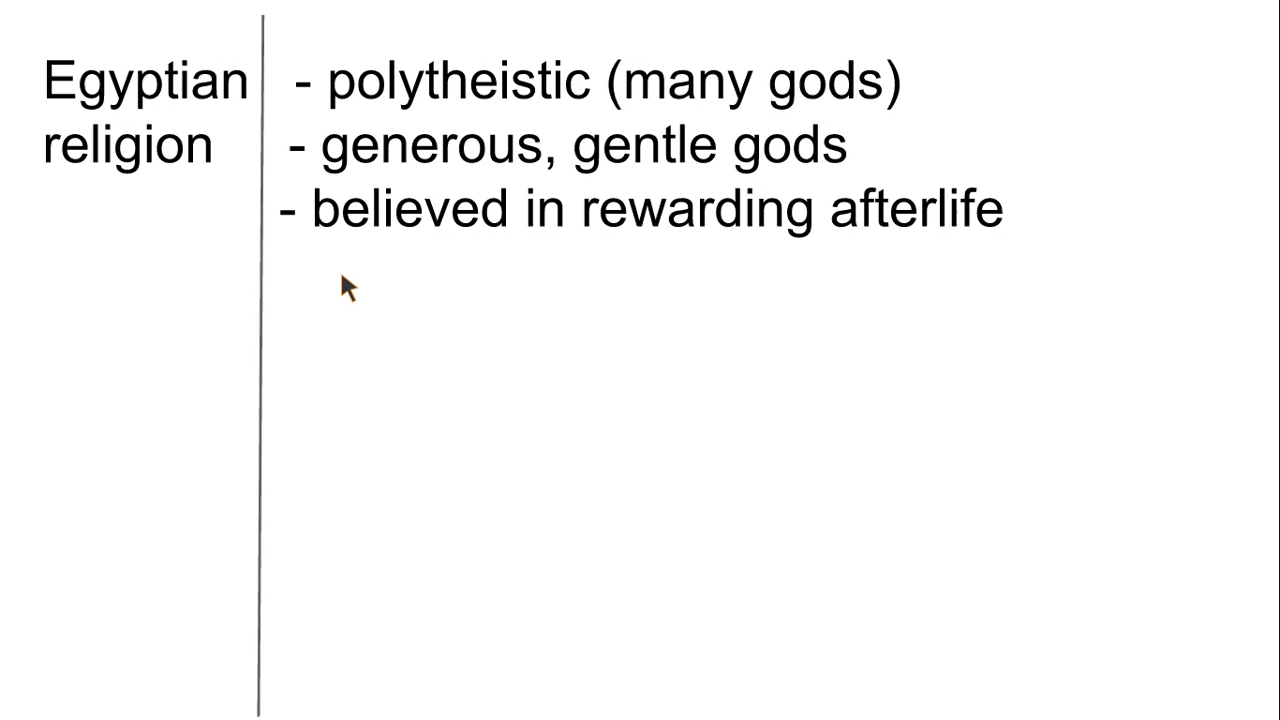 Egyptian - polytheistic (many gods)
religion - generous, gentle gods
- believed in rewarding afterlife